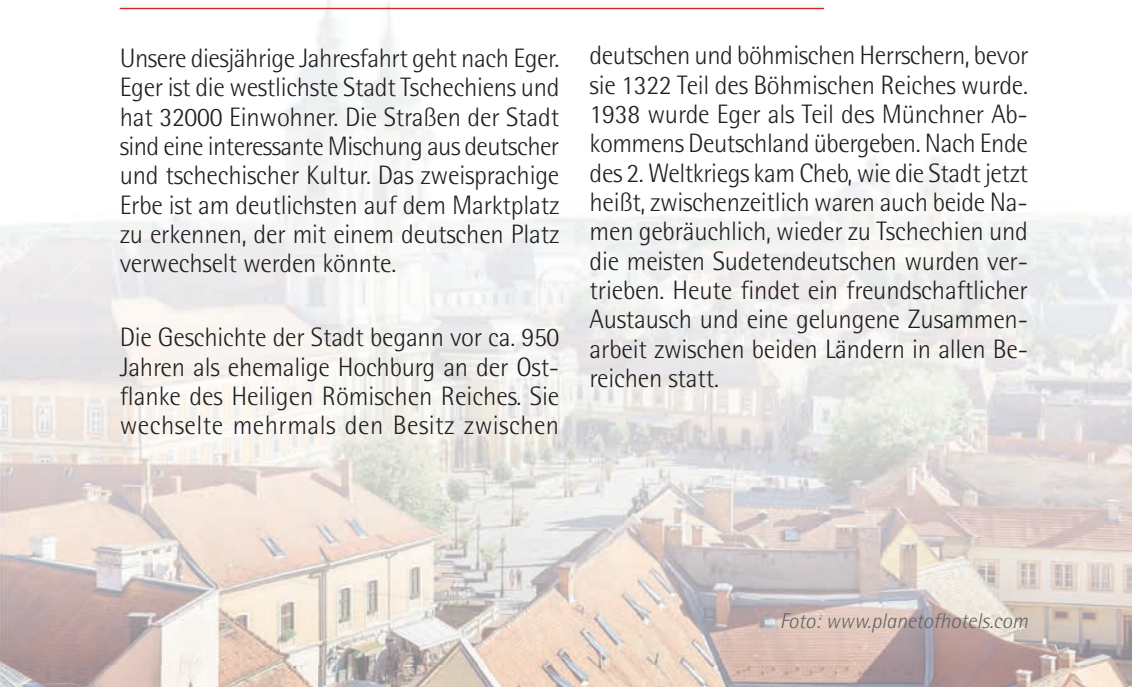 Unsere diesjährige Jahresfahrt geht nach Eger.
Eger ist die westlichste Stadt Tschechiens und
hat 32000 Einwohner. Die Straßen der Stadt
sind eine interessante Mischung aus deutscher
und tschechischer Kultur. Das zweisprachige
Erbe ist am deutlichsten auf dem Marktplatz
zu erkennen, der mit einem deutschen Platz
verwechselt werden könnte.
Die Geschichte der Stadt begann vor ca. 950
Jahren als ehemalige Hochburg an der Ost-
flanke des Heiligen Römischen Reiches. Sie
wechselte mehrmals den Besitz zwischen
deutschen und böhmischen Herrschern, bevor
sie 1322 Teil des Böhmischen Reiches wurde.
1938 wurde Eger als Teil des Münchner Ab-
kommens Deutschland übergeben. Nach Ende
des 2. Weltkriegs kam Cheb, wie die Stadt jetzt
heißt, zwischenzeitlich waren auch beide Na-
men gebräuchlich, wieder zu Tschechien und
die meisten Sudetendeutschen wurden ver-
trieben. Heute findet ein freundschaftlicher
Austausch und eine gelungene Zusammen-
arbeit zwischen beiden Ländern in allen Be-
reichen statt.
Foto: www.planetofhotels.com